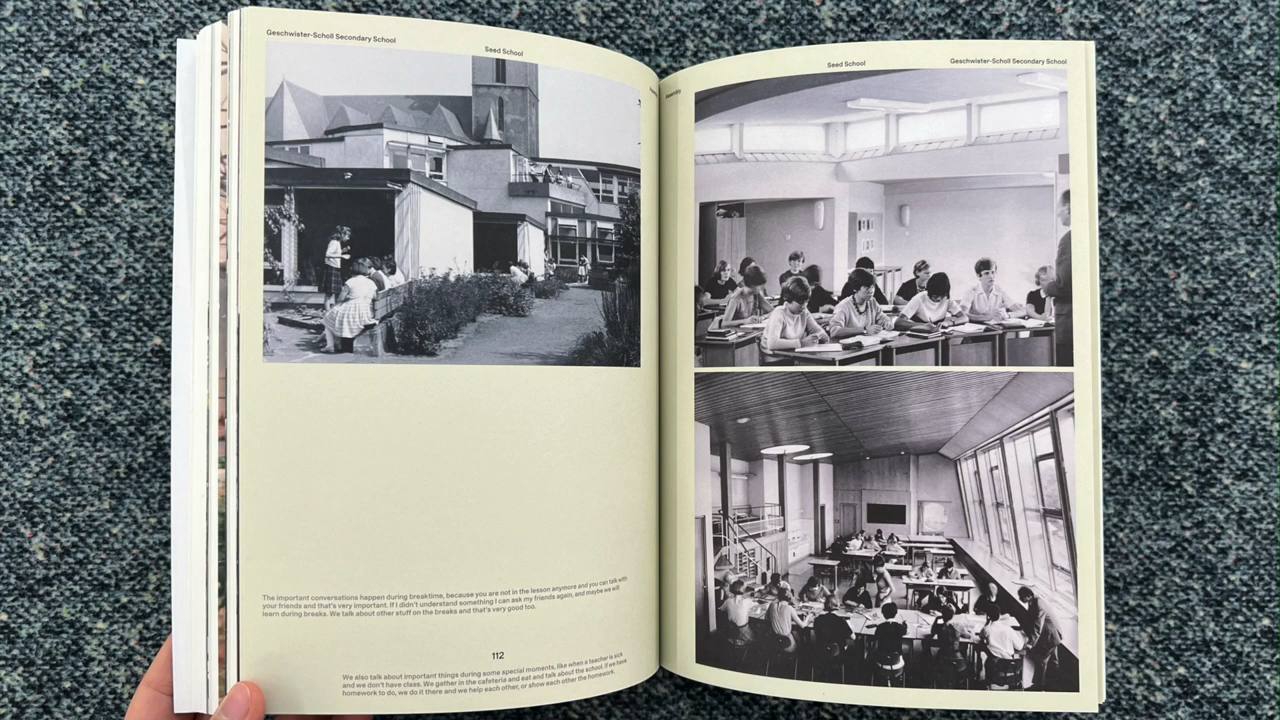 Geschwister-Scholl Secondary School
Seed School
Assembly
Seed School
Geschwister-Scholl Secondary School
The important conversations happen during breaktime, because you are not in the lesson anymore and you can talk with
your friends and that's very important. If I didn't understand something I can ask my friends again, and maybe we will
learn during breaks. We talk about other stuff on the breaks and that's very good too.
112
We also talk about important things during some special moments, like when a teacher is sick
and we don't have class. We gather in the cafeteria and eat and talk about the school. If we have
homework to do, we do it there and we help each other, or show each other the homework.